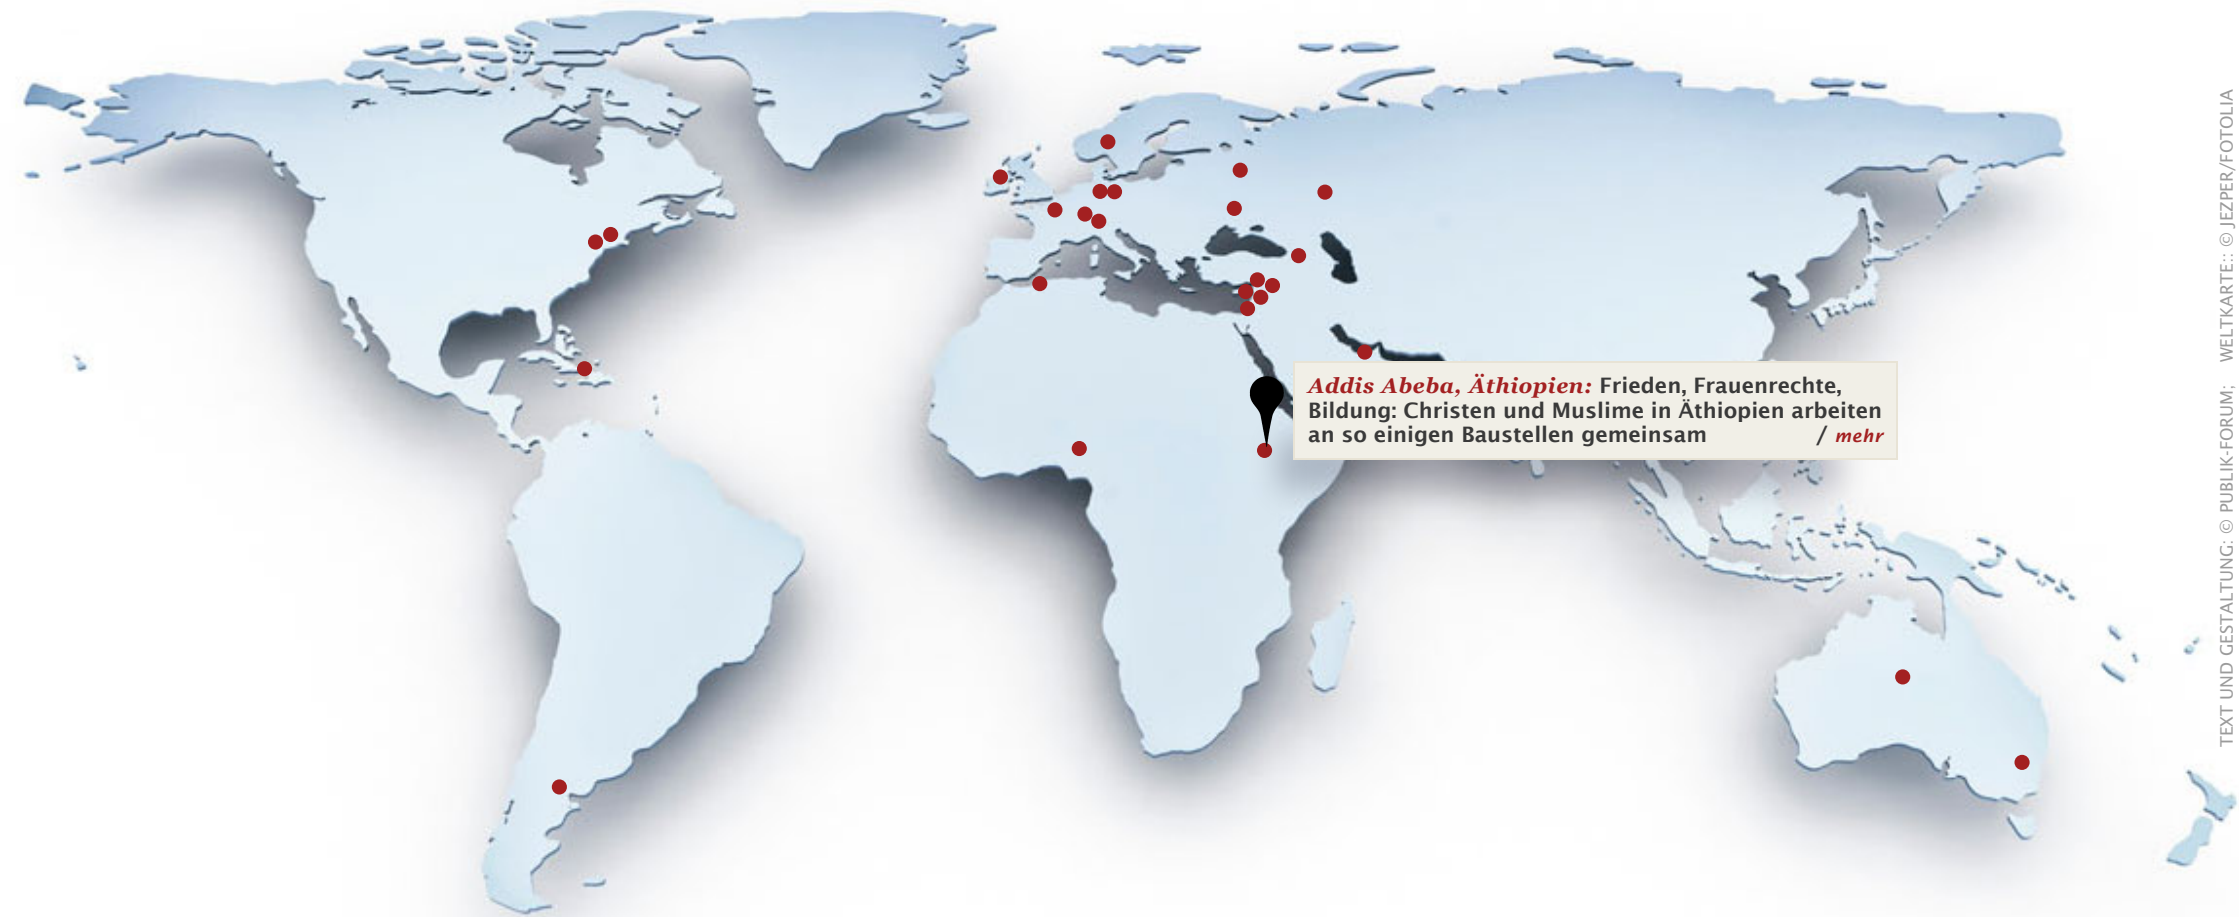 Addis Abeba, Äthiopien: Frieden, Frauenrechte,
Bildung: Christen und Muslime in Äthiopien arbeiten
an so einigen Baustellen gemeinsam / mehr
TEXT UND GESTALTUNG: © PUBLIK-FORUM; WELTKARTE:: © JEZPER/FOTOLIA